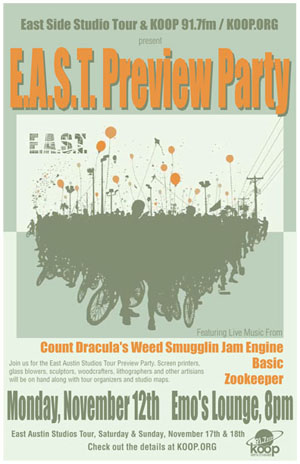 East Side Studio Tour & KOOP 91.7fm / KOOP.ORG
present
E.A.S.T. Preview Party
E.A.S.T.
Featuring Live Music From
Count Dracula's Weed Smugglin Jam Engine
Basic
Zookeeper
Join us for the East Austin Studios Tour Preview Party. Screen printers,
glass blowers, sculptors, woodcrafters, lithographers and other artisians
will be on hand along with tour organizers and studio maps.
Monday, November 12th Emo's Lounge, 8pm
East Austin Studios Tour, Saturday & Sunday, November 17th & 18th
Check out the details at KOOP.ORG
91.7fm
koop